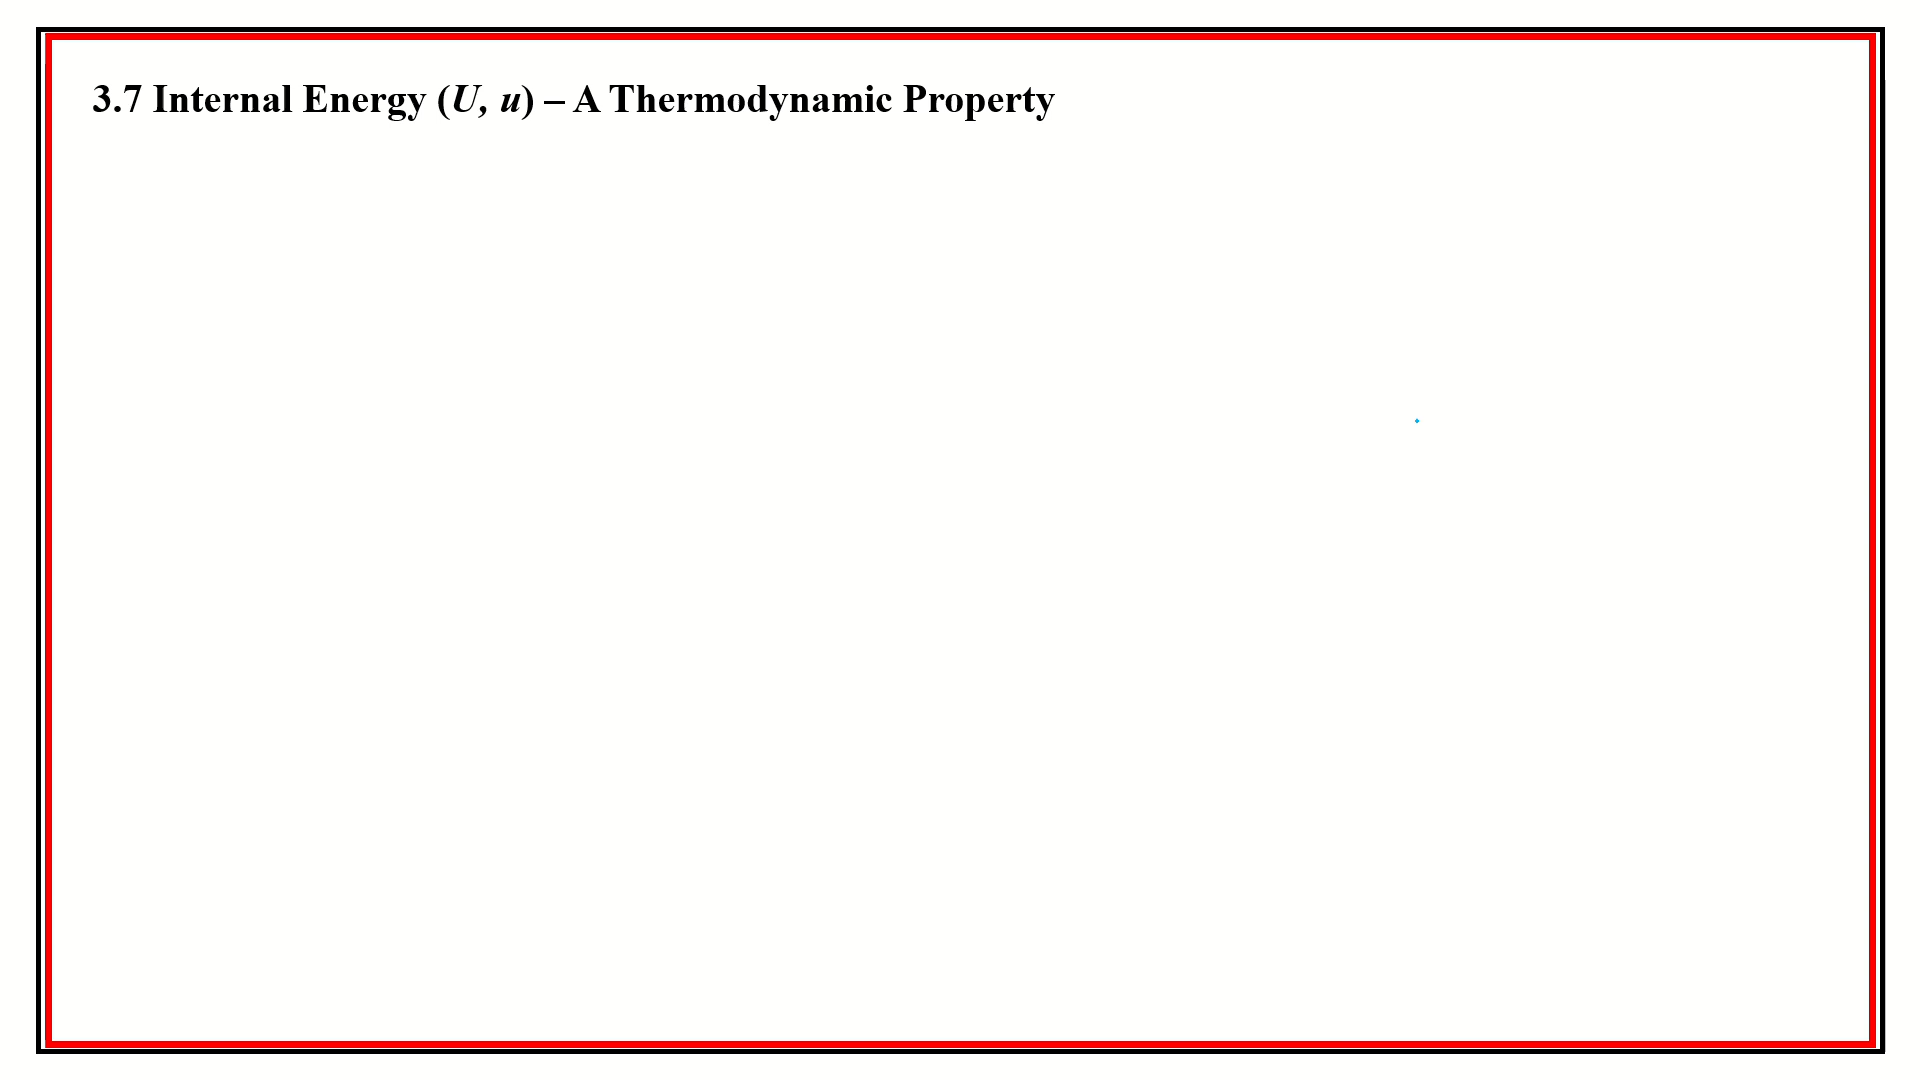 3.7 Internal Energy (U, u) – A Thermodynamic Property